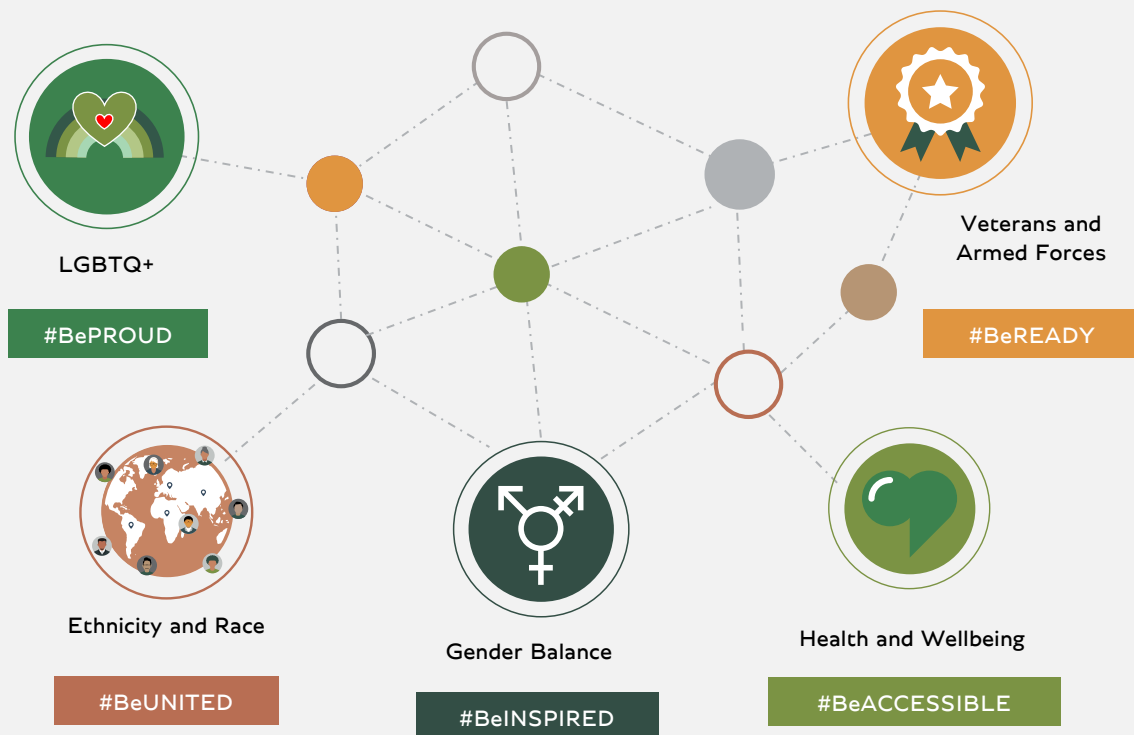 LGBTQ+
#BePROUD
Veterans and
Armed Forces
#BeREADY
Ethnicity and Race
#BeUNITED
Gender Balance
#BeINSPIRED
Health and Wellbeing
#BeACCESSIBLE